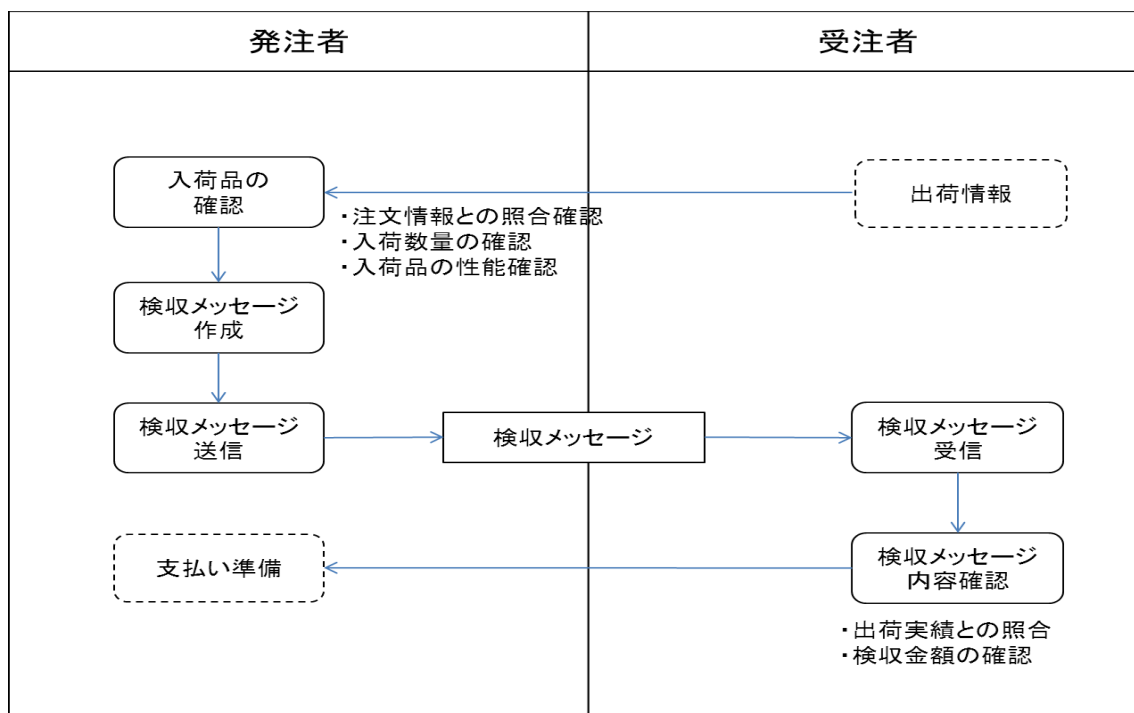 発注者
受注者
入荷品の
確認
出荷情報
・注文情報との照合確認
・入荷数量の確認
・入荷品の性能確認
検収メッセージ
作成
検収メッセージ
送信
検収メッセージ
検収メッセージ
受信
支払い準備
検収メッセージ
内容確認
・出荷実績との照合
・検収金額の確認